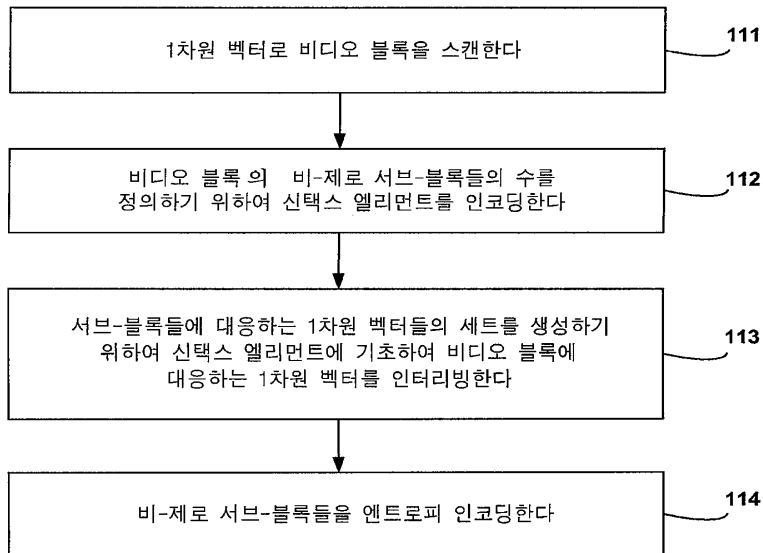 1차원 벡터로 비디오 블록을 스캔한다
111
비디오 블록의 비-제로 서브-블록들의 수를
정의하기 위하여 신택스 엘리먼트를 인코딩한다
112
서브-블록들에 대응하는 1차원 벡터들의 세트를 생성하기
위하여 신택스 엘리먼트에 기초하여 비디오 블록에
대응하는 1차원 벡터를 인터리빙한다
113
비-제로 서브-블록들을 엔트로피 인코딩한다
114